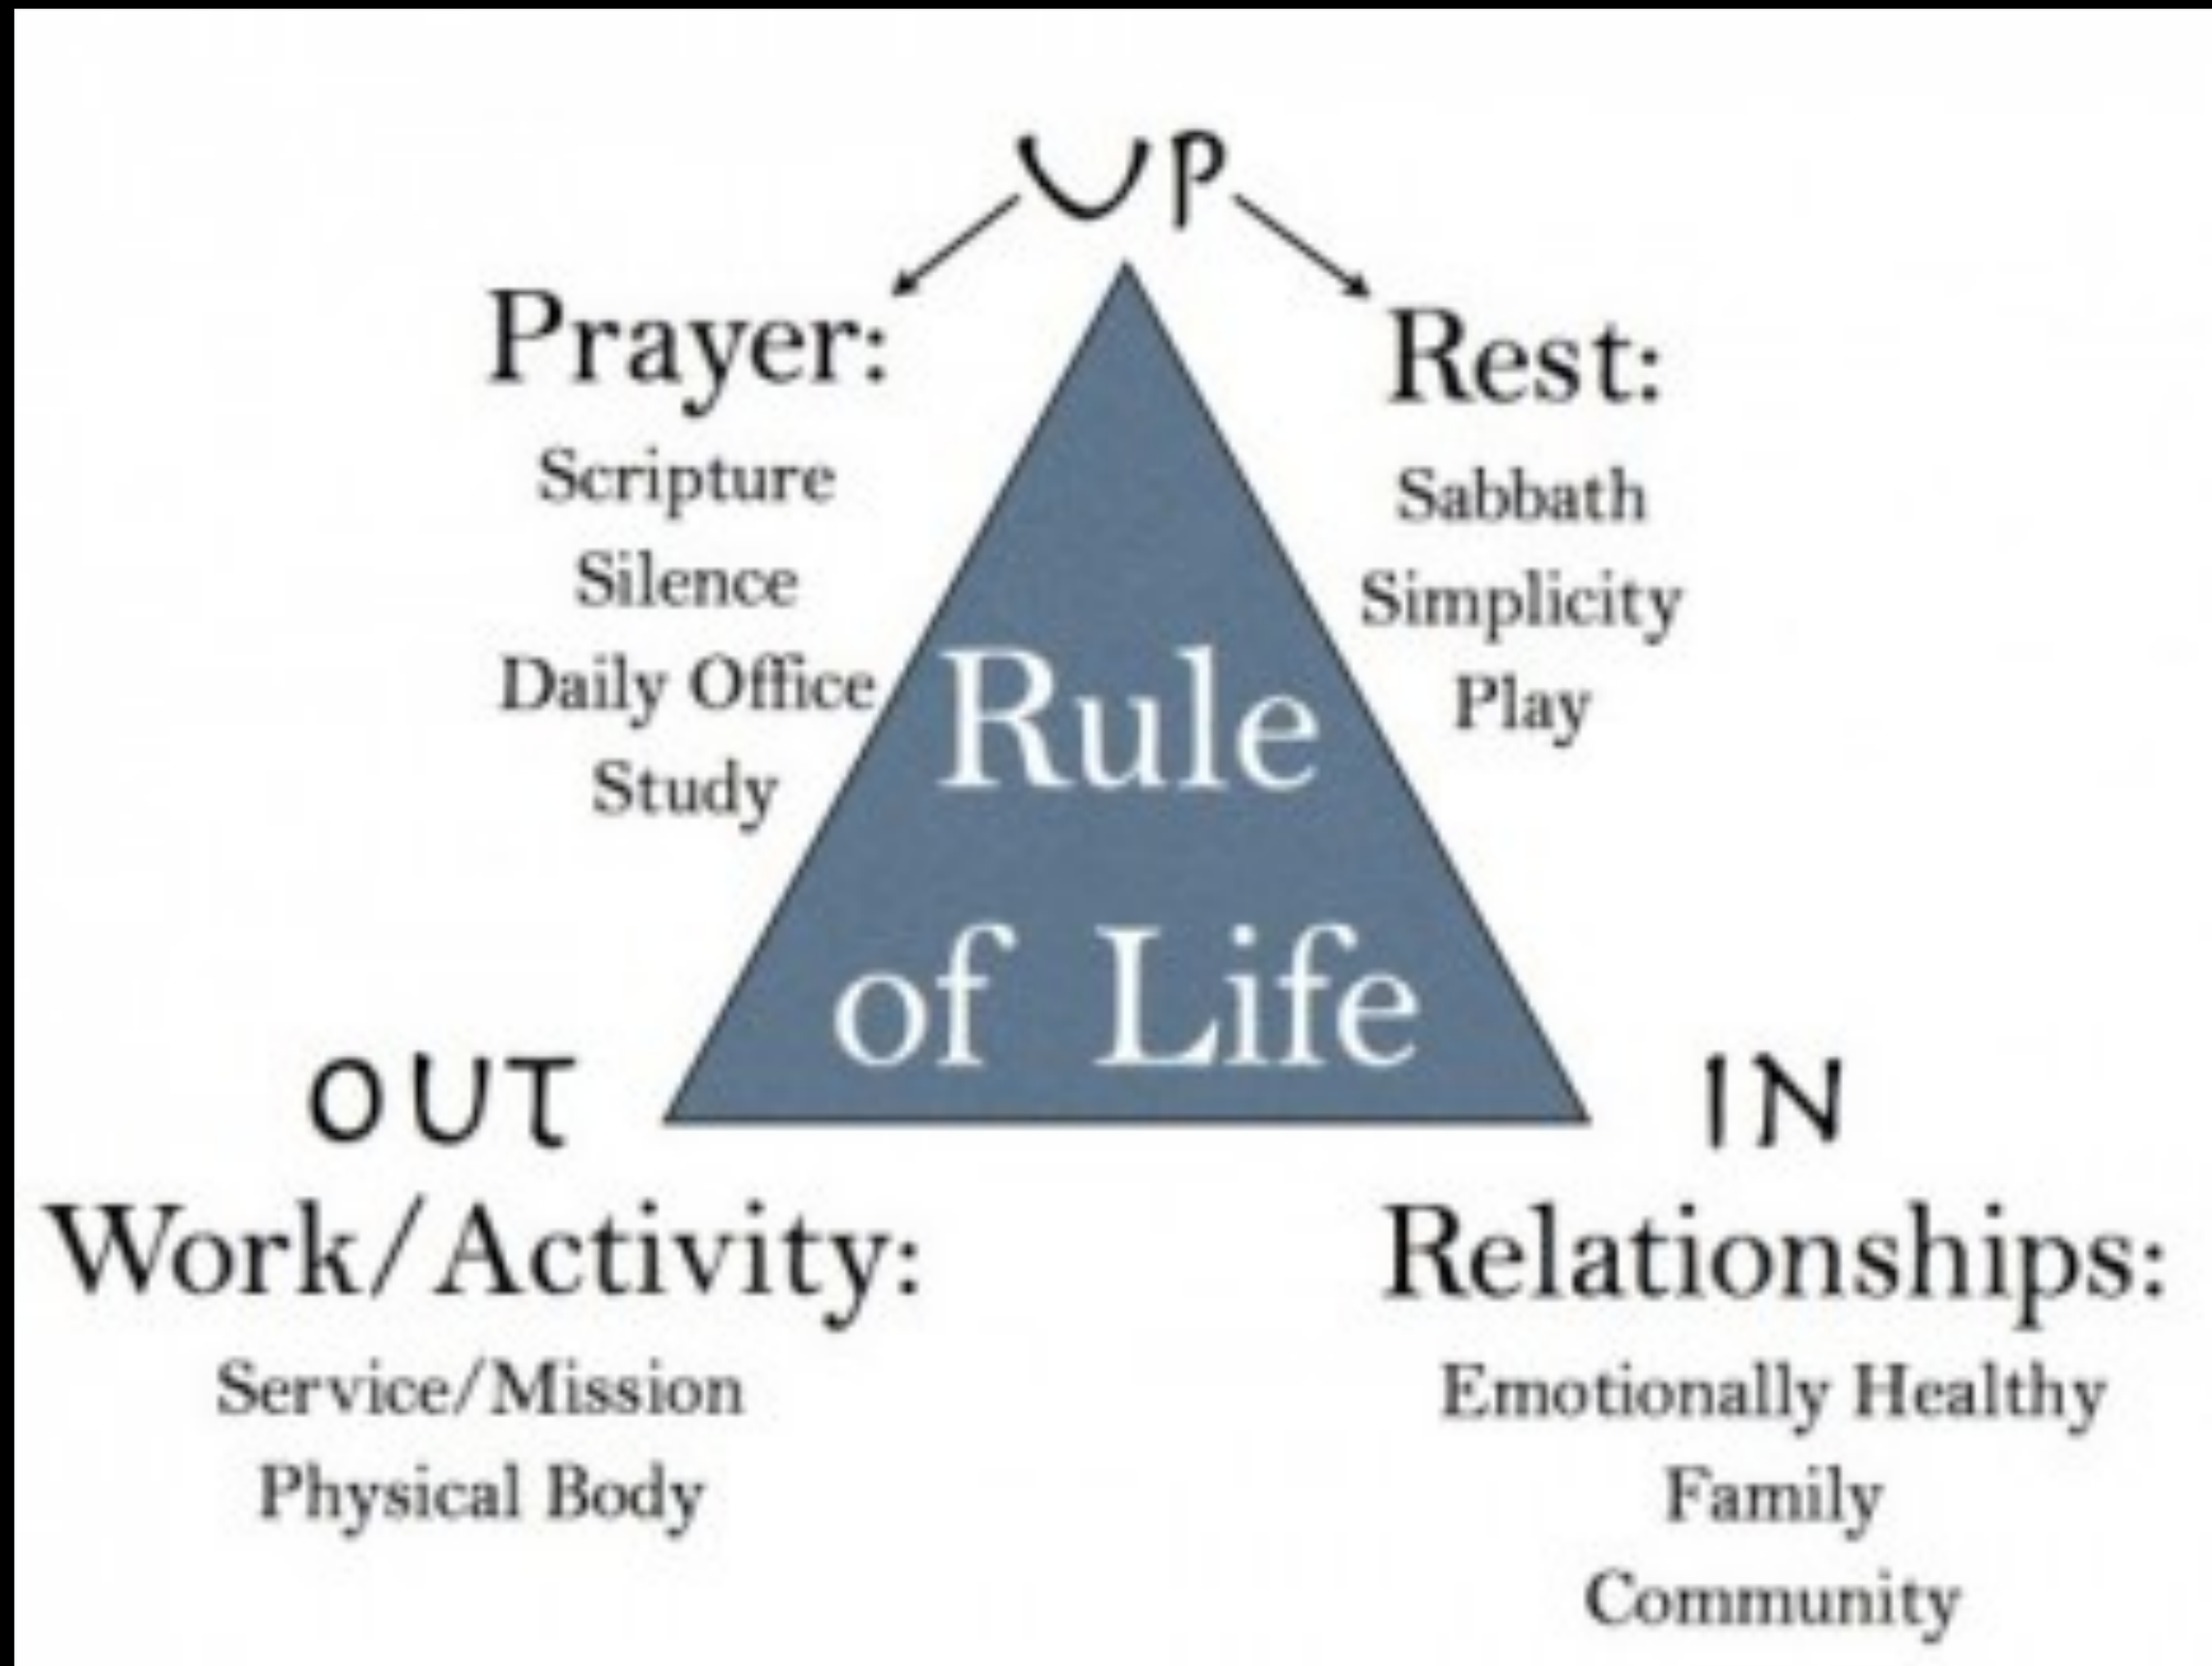 UP
Prayer:
Scripture
Silence
Daily Office
Study
Rest:
Sabbath
Simplicity
Play
Rule
of Life
OUT
Work/Activity:
Service/Mission
Physical Body
IN
Relationships:
Emotionally Healthy
Family
Community